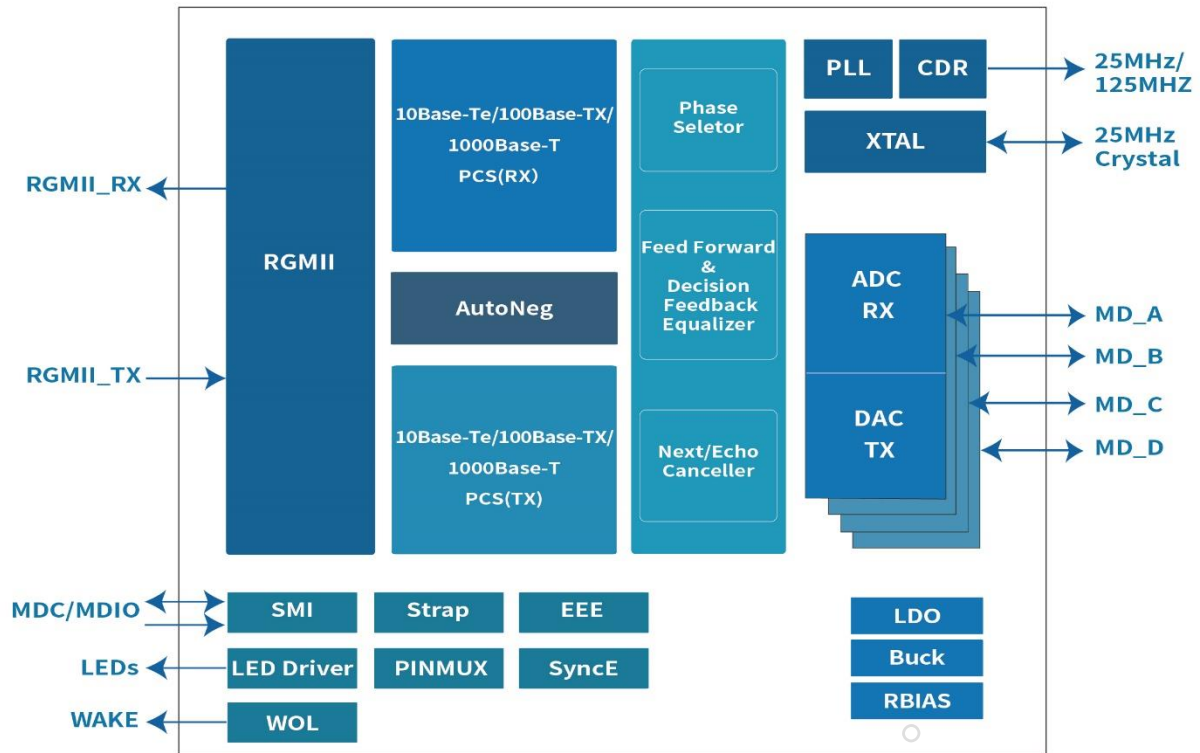 RGMII_RX
RGMII_TX
RGMII
10Base-Te/100Base-TX/
1000Base-T
PCS(RX)
AutoNeg
10Base-Te/100Base-TX/
1000Base-T
PCS(TX)
Phase
Seletor
Feed Forward
&
Decision
Feedback
Equalizer
Next/Echo
Canceller
PLL
CDR
25MHz/
125MHZ
XTAL
25MHz
Crystal
ADC
RX
DAC
TX
MD_A
MD_B
MD_C
MD_D
MDC/MDIO
SMI
Strap
EEE
LEDs
LED Driver
PINMUX
SyncE
WAKE
WOL
LDO
Buck
RBIAS